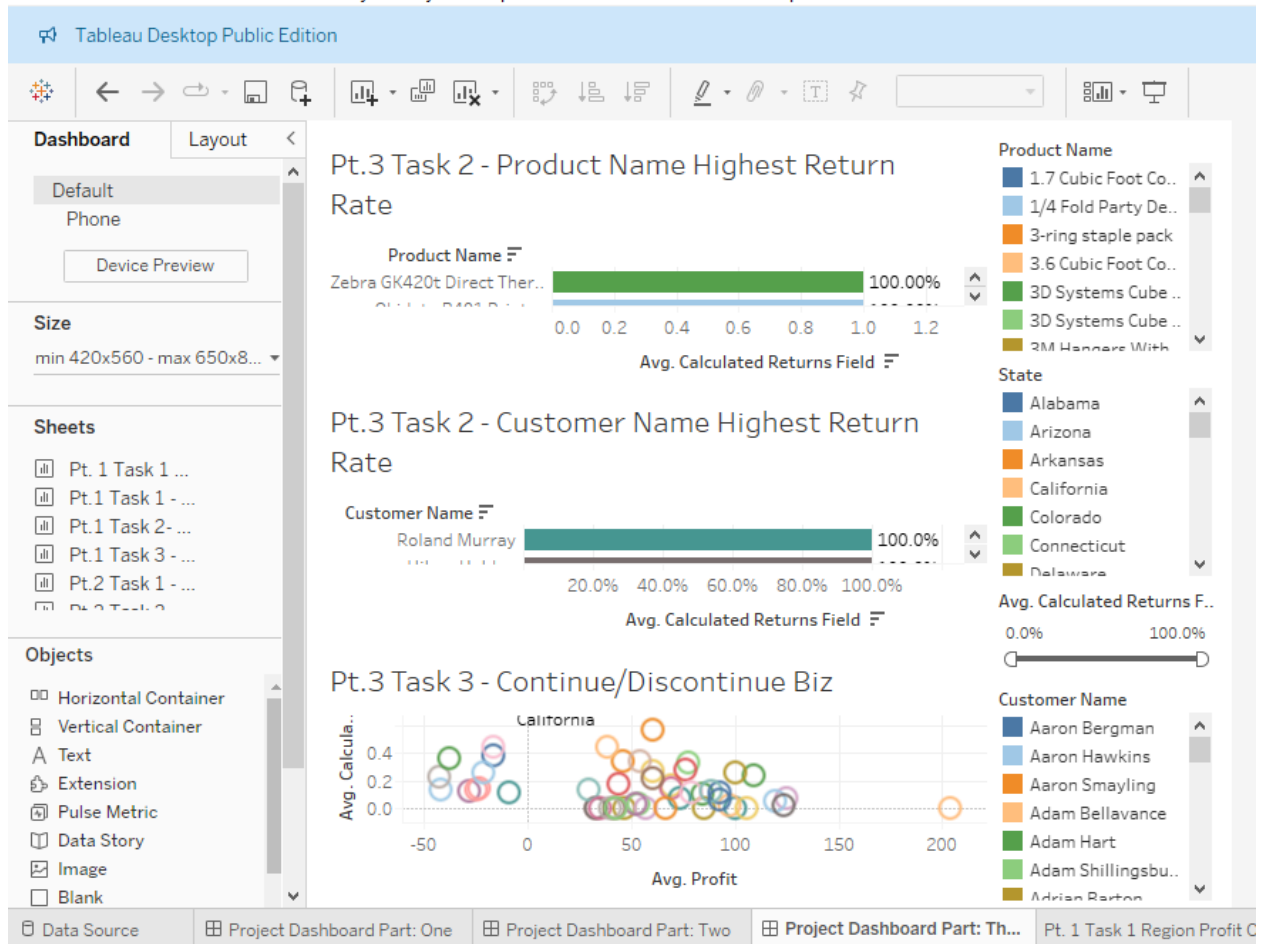 Tableau Desktop Public Edition
Dashboard
Layout
Default
Phone
Device Preview
Size
min 420x560 - max 650x8...
Sheets
Pt. 1 Task 1 ...
Pt.1 Task 1 - ...
Pt.1 Task 2- ...
Pt.1 Task 3 - ...
Pt.2 Task 1 - ...
Objects
Horizontal Container
Vertical Container
A Text
Extension
Pulse Metric
Data Story
Image
Blank
Pt.3 Task 2 - Product Name Highest Return
Rate
Product Name
Zebra GK420t Direct Ther..
100.00%
0.0 0.2 0.4 0.6 0.8 1.0 1.2
Avg. Calculated Returns Field
Pt.3 Task 2 - Customer Name Highest Return
Rate
Customer Name
Roland Murray
100.0%
20.0% 40.0% 60.0% 80.0% 100.0%
Avg. Calculated Returns Field
Pt.3 Task 3 - Continue/Discontinue Biz
California
Avg. Calcula..
0.4
0.2
0.0
-50 0 50 100 150 200
Avg. Profit
Product Name
1.7 Cubic Foot Co..
1/4 Fold Party De..
3-ring staple pack
3.6 Cubic Foot Co..
3D Systems Cube ..
3D Systems Cube ..
3M Hangers With
State
Alabama
Arizona
Arkansas
California
Colorado
Connecticut
Delaware
Avg. Calculated Returns F..
0.0% 100.0%
Customer Name
Aaron Bergman
Aaron Hawkins
Aaron Smayling
Adam Bellavance
Adam Hart
Adam Shillingsbu..
Adrian Barton
Data Source
Project Dashboard Part: One
Project Dashboard Part: Two
Project Dashboard Part: Th...
Pt. 1 Task 1 Region Profit